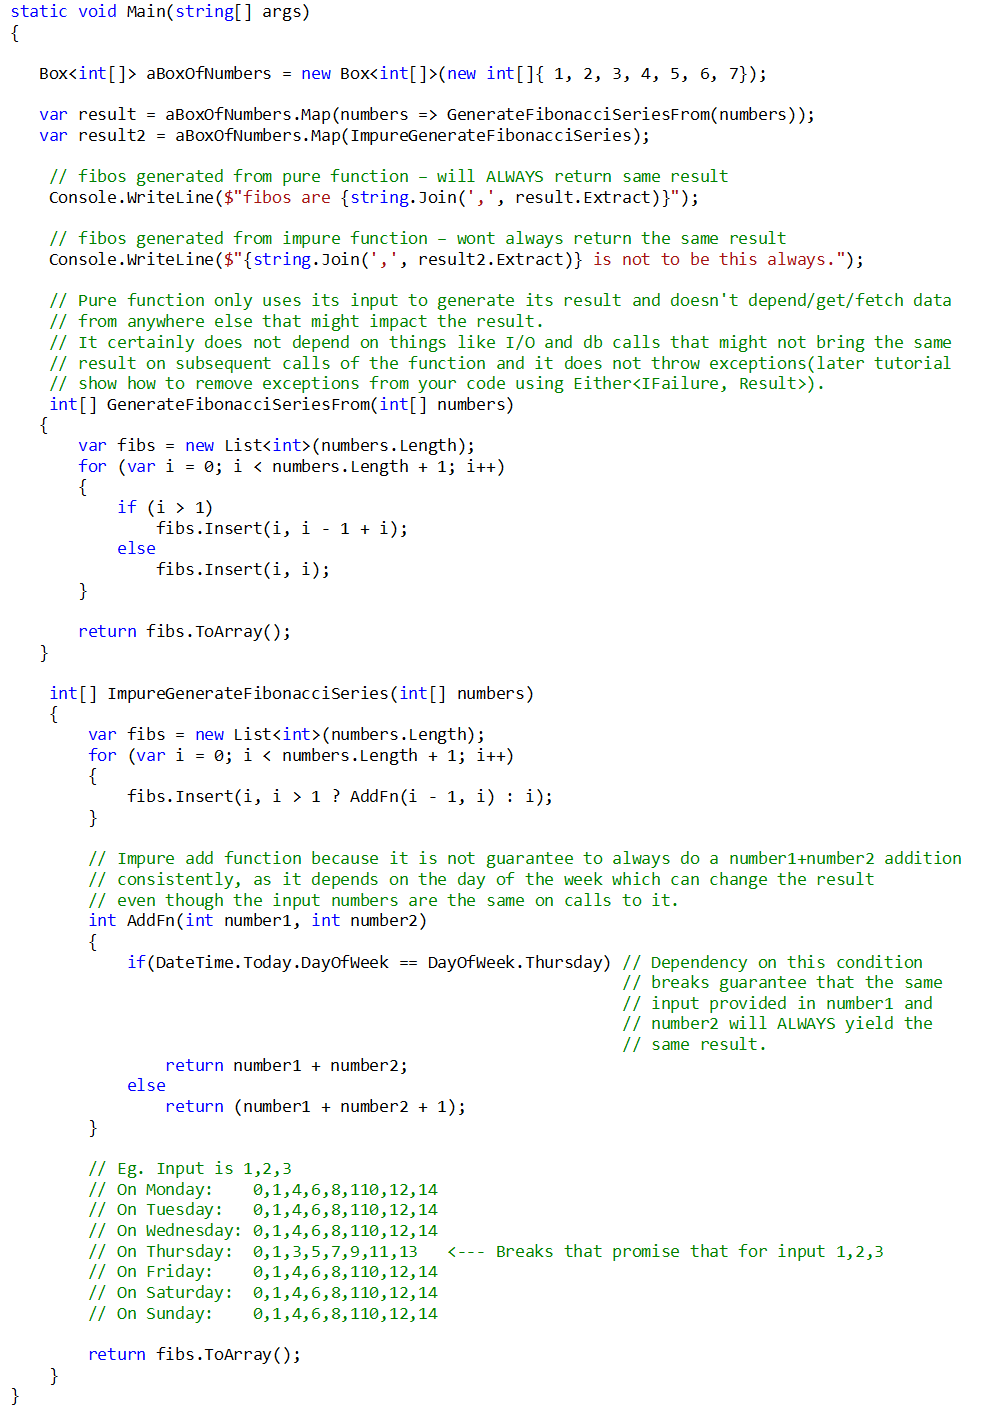 static void Main(string[] args)
{
Box<int[]> aBoxOfNumbers = new Box<int[]>(new int[]{ 1, 2, 3, 4, 5, 6, 7});
var result = aBoxOfNumbers.Map(numbers => GenerateFibonacciSeriesFrom(numbers));
var result2 = aBoxOfNumbers.Map(ImpureGenerateFibonacciSeries);
// fibos generated from pure function – will ALWAYS return same result
Console.WriteLine($"fibos are {string.Join(',', result.Extract)}");
// fibos generated from impure function – wont always return the same result
Console.WriteLine($"{string.Join(',', result2.Extract)} is not to be this always.");
// Pure function only uses its input to generate its result and doesn't depend/get/fetch data
// from anywhere else that might impact the result.
// It certainly does not depend on things like I/O and db calls that might not bring the same
// result on subsequent calls of the function and it does not throw exceptions(later tutorial
// show how to remove exceptions from your code using Either<IFailure, Result>).
int[] GenerateFibonacciSeriesFrom(int[] numbers)
{
var fibs = new List<int>(numbers.Length);
for (var i = 0; i < numbers.Length + 1; i++)
{
if (i > 1)
fibs.Insert(i, i - 1 + i);
else
fibs.Insert(i, i);
}
return fibs.ToArray();
}
int[] ImpureGenerateFibonacciSeries(int[] numbers)
{
var fibs = new List<int>(numbers.Length);
for (var i = 0; i < numbers.Length + 1; i++)
{
fibs.Insert(i, i > 1 ? AddFn(i - 1, i) : i);
}
// Impure add function because it is not guarantee to always do a number1+number2 addition
// consistently, as it depends on the day of the week which can change the result
// even though the input numbers are the same on calls to it.
int AddFn(int number1, int number2)
{
if(DateTime.Today.DayOfWeek == DayOfWeek.Thursday) // Dependency on this condition
// breaks guarantee that the same
// input provided in number1 and
// number2 will ALWAYS yield the
// same result.
return number1 + number2;
else
return (number1 + number2 + 1);
}
// Eg. Input is 1,2,3
// On Monday:    0,1,4,6,8,110,12,14
// On Tuesday:   0,1,4,6,8,110,12,14
// On Wednesday: 0,1,4,6,8,110,12,14
// On Thursday:  0,1,3,5,7,9,11,13   <--- Breaks that promise that for input 1,2,3
// On Friday:    0,1,4,6,8,110,12,14
// On Saturday:  0,1,4,6,8,110,12,14
// On Sunday:    0,1,4,6,8,110,12,14
return fibs.ToArray();
}
}